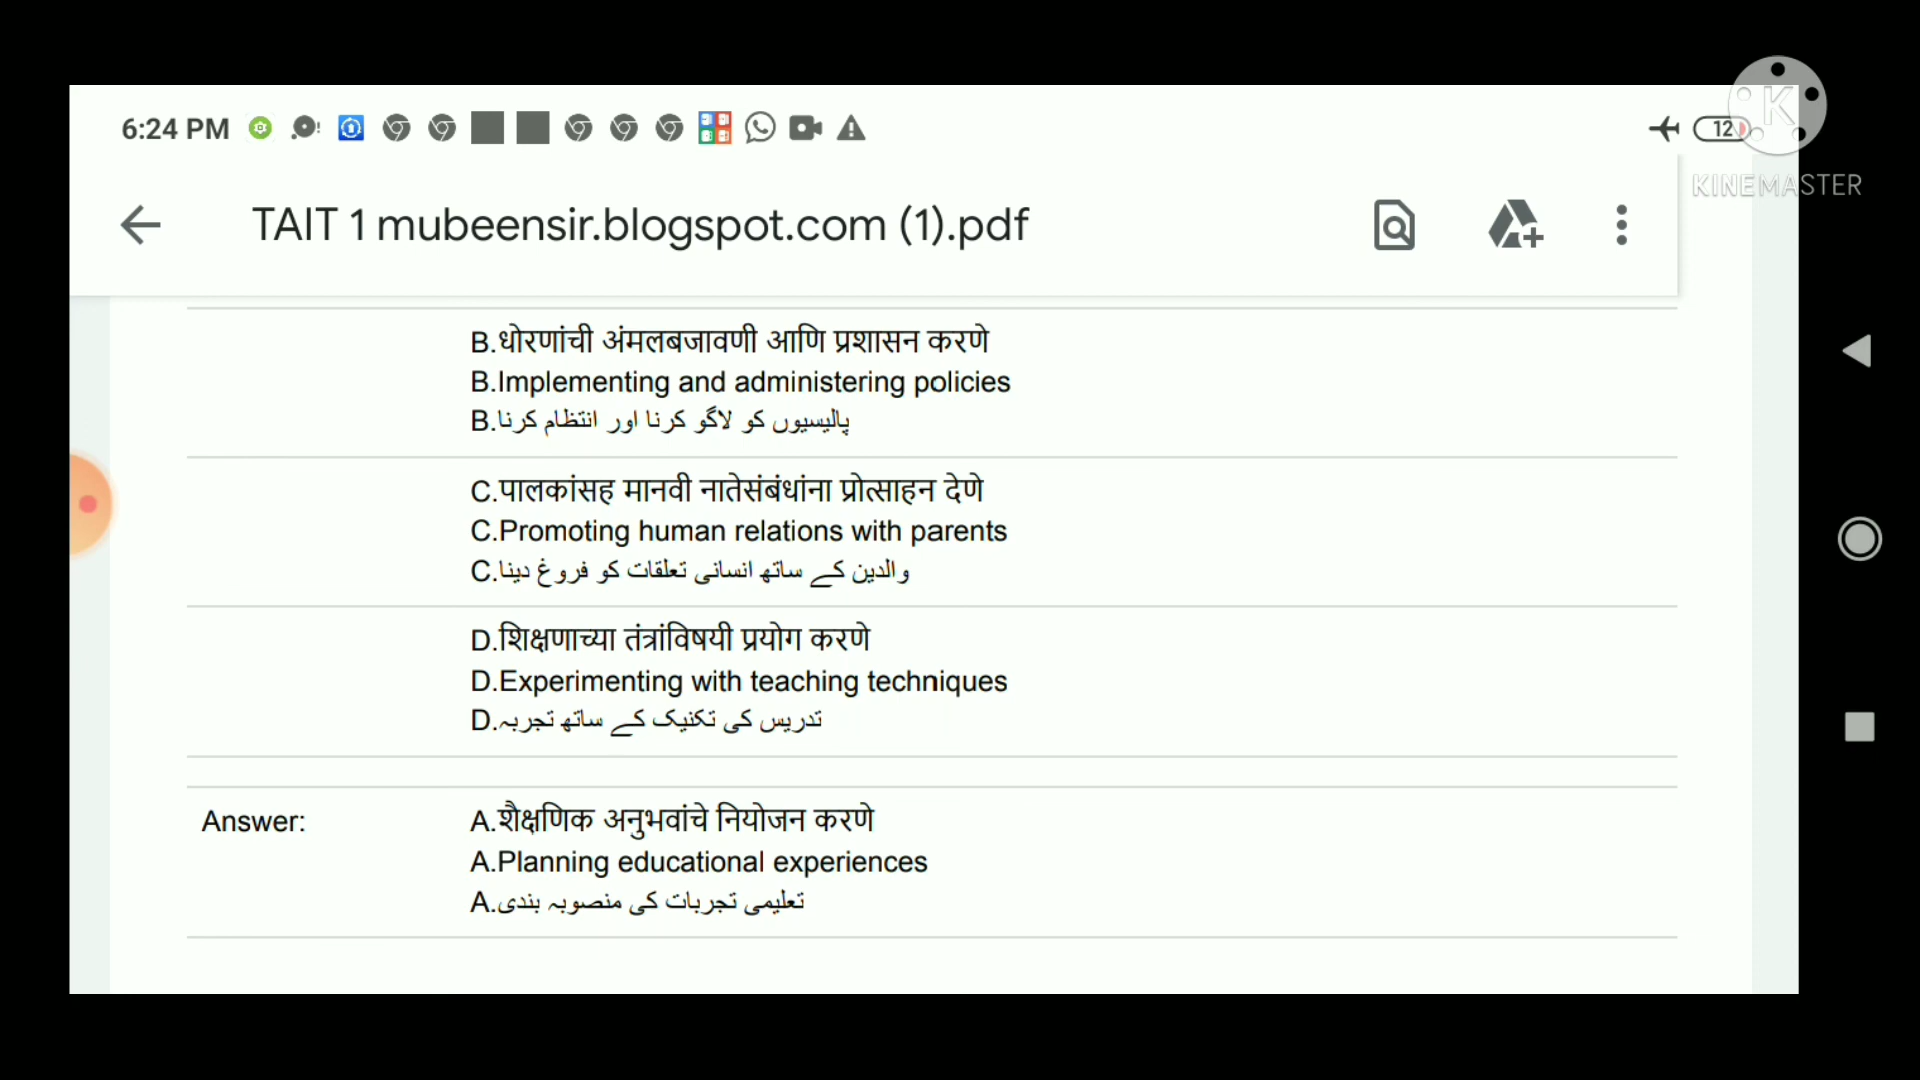 6:24 PM
12
KINEMASTER
TAIT 1 mubeensir.blogspot.com (1).pdf
B.धोरणांची अंमलबजावणी आणि प्रशासन करणे
B.Implementing and administering policies
B.پالیسیوں کو لاگو کرنا اور انتظام کرنا
C.पालकांसह मानवी नातेसंबंधांना प्रोत्साहन देणे
C.Promoting human relations with parents
C.والدین کے ساتھ انسانی تعلقات کو فروغ دینا
D.शिक्षणाच्या तंत्रांविषयी प्रयोग करणे
D.Experimenting with teaching techniques
D.تدریس کی تکنیک کے ساتھ تجربہ
Answer: A.शैक्षणिक अनुभवांचे नियोजन करणे
A.Planning educational experiences
A.تعلیمی تجربات کی منصوبہ بندی